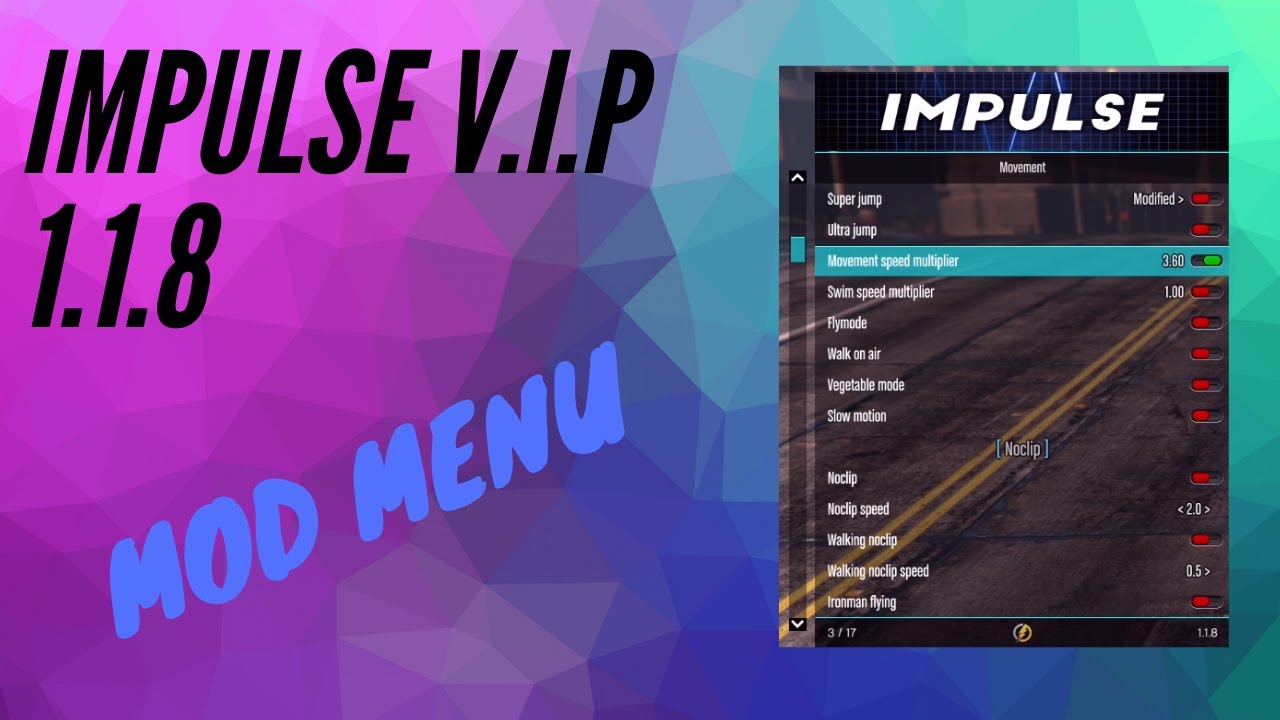 IMPULSE V.I.P
1.1.8
MOD MENU
IMPULSE
Movement
Super jump Modified >
Ultra jump
Movement speed multiplier 3.60
Swim speed multiplier 1.00
Flymode
Walk on air
Vegetable mode
Slow motion
[ Noclip ]
Noclip
Noclip speed < 2.0 >
Walking noclip
Walking noclip speed 0.5 >
Ironman flying
3 / 17 1.1.8